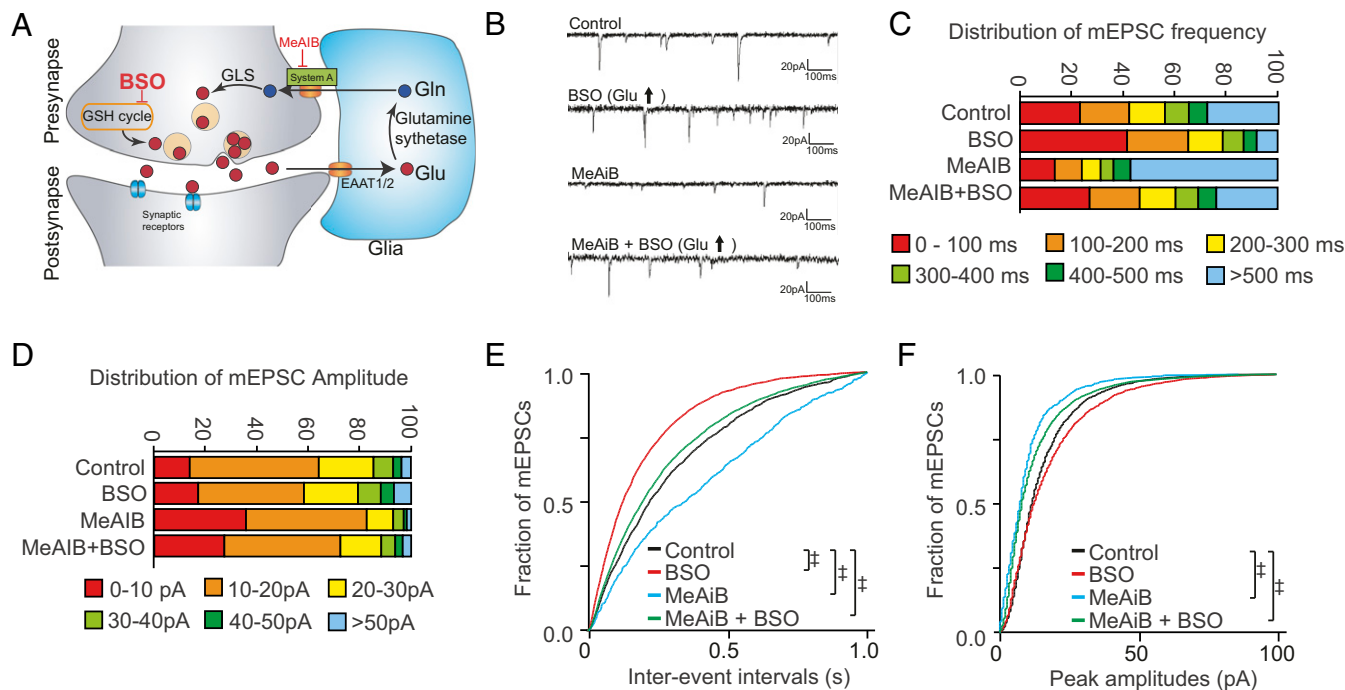 A
Presynapse
Postsynapse
BSO
GSH cycle
GLS
MeAIB
System A
Gln
Glutamine
sythetase
Glu
EAAT1/2
Synaptic
receptors
Glia
B
Control
20pA
100ms
BSO (Glu ⬆ )
20pA
100ms
MeAiB
20pA
100ms
MeAiB + BSO (Glu ⬆ )
20pA
100ms
C
Distribution of mEPSC frequency
0 20 40 60 80 100
Control
BSO
MeAIB
MeAIB+BSO
0 - 100 ms 100-200 ms 200-300 ms
300-400 ms 400-500 ms >500 ms
D
Distribution of mEPSC Amplitude
0 20 40 60 80 100
Control
BSO
MeAIB
MeAIB+BSO
0-10 pA 10-20pA 20-30pA
30-40pA 40-50pA >50pA
E
Fraction of mEPSCs
1.0
0.5
0.0
Control
BSO
MeAiB
MeAiB + BSO
‡ ‡ ‡
0 0.5 1.0
Inter-event intervals (s)
F
Fraction of mEPSCs
1.0
0.5
0.0
Control
BSO
MeAiB
MeAiB + BSO
‡ ‡
0 50 100
Peak amplitudes (pA)